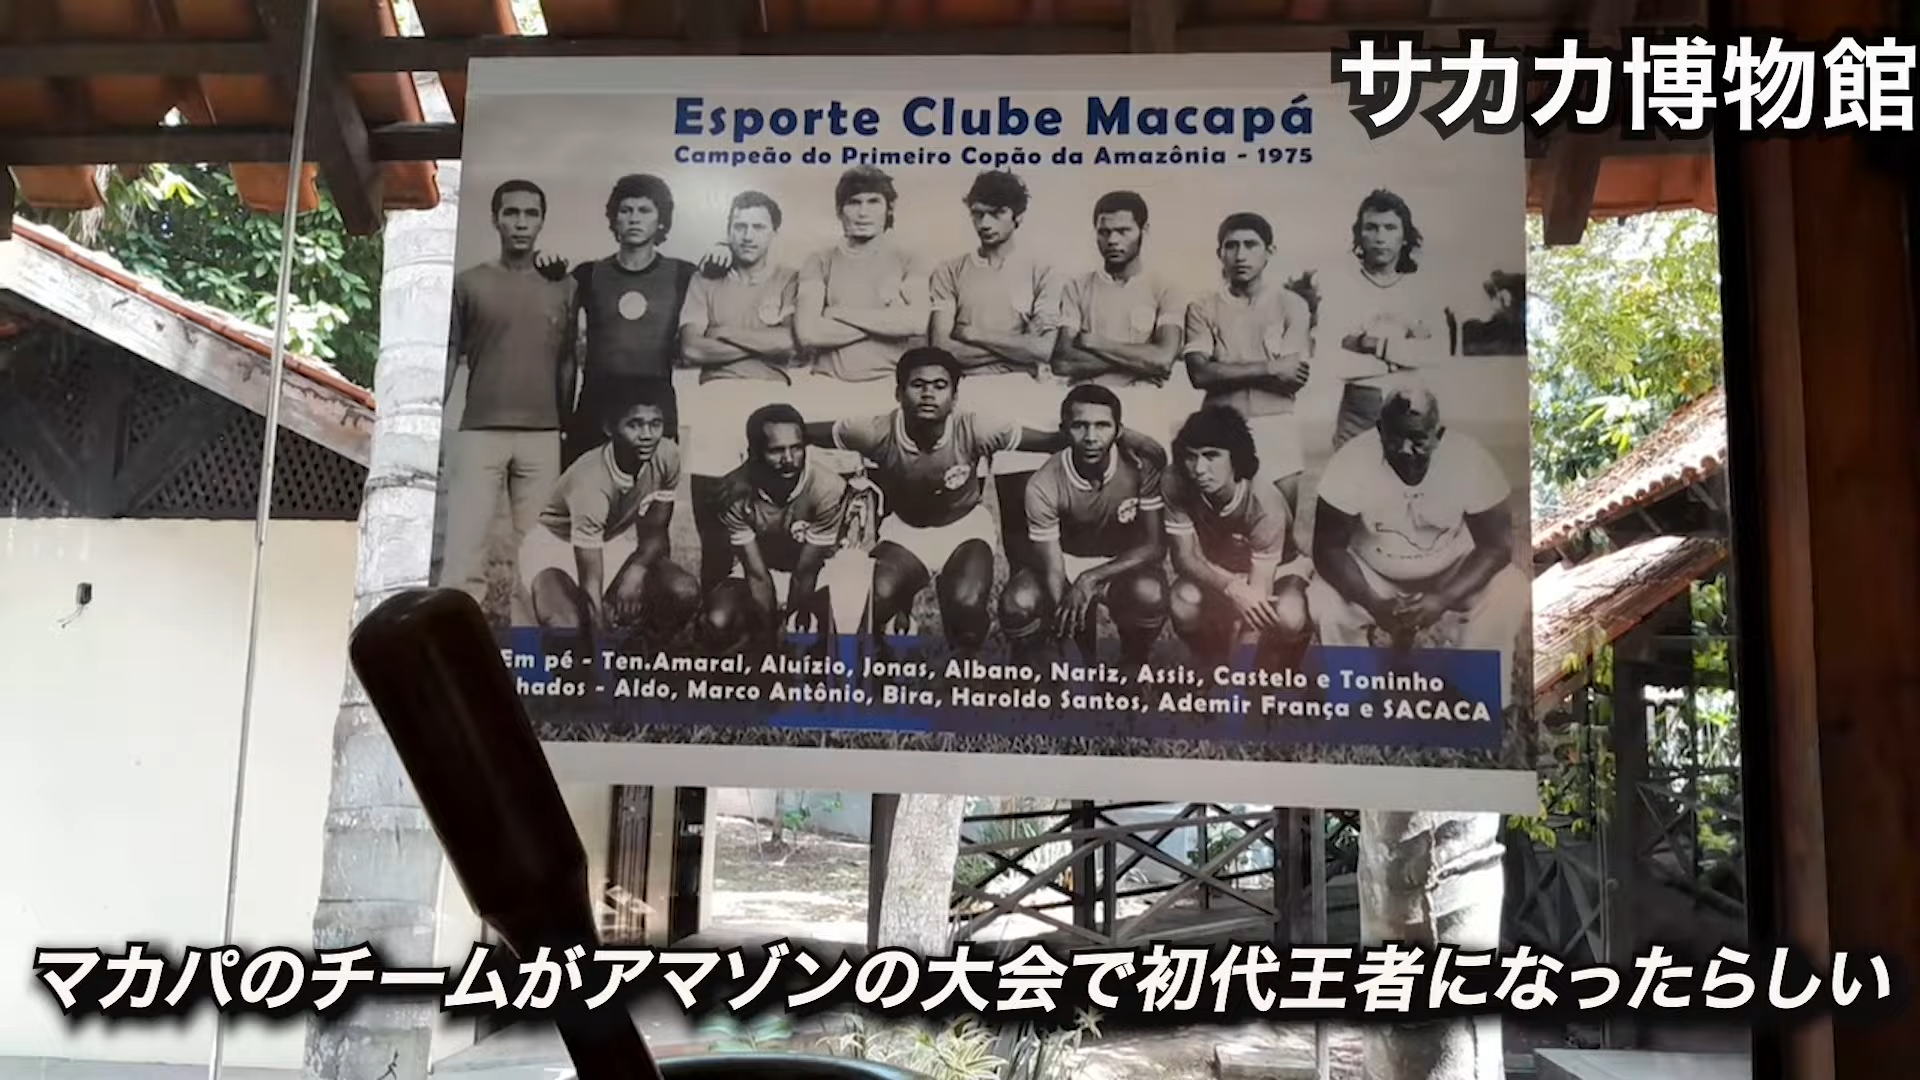 サカカ博物館
Esporte Clube Macapá
Campeão do Primeiro Copão da Amazônia - 1975
Em pé - Ten.Amaral, Aluízio, Jonas, Albano, Nariz, Assis, Castelo e Toninho
hados - Aldo, Marco Antônio, Bira, Haroldo Santos, Ademir França e SACACA
マカパのチームがアマゾンの大会で初代王者になったらしい